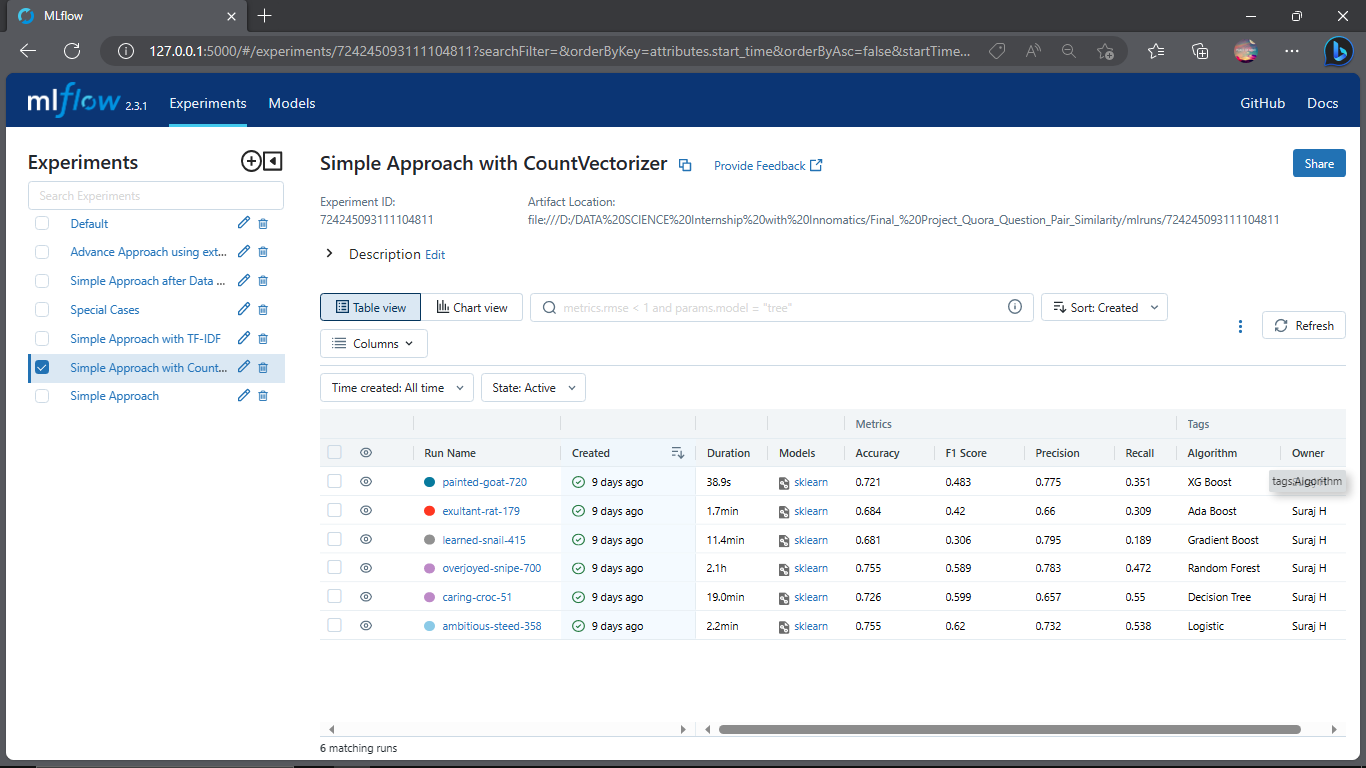 MLflow
127.0.0.1:5000/#/experiments/724245093111104811?searchFilter=&orderByKey=attributes.start_time&orderByAsc=false&startTime...
mlflow 2.3.1 Experiments Models GitHub Docs
Experiments
Search Experiments
Default
Advance Approach using ext...
Simple Approach after Data ...
Special Cases
Simple Approach with TF-IDF
Simple Approach with Count...
Simple Approach
Simple Approach with CountVectorizer Provide Feedback Share
Experiment ID: Artifact Location:
724245093111104811 file:///D:/DATA%20SCIENCE%20Internship%20with%20Innomatics/Final_%20Project_Quora_Question_Pair_Similarity/mlruns/724245093111104811
Description Edit
Table view Chart view metrics.rmse < 1 and params.model = "tree" Sort: Created
Refresh
Columns
Time created: All time State: Active
Metrics Tags
Run Name Created Duration Models Accuracy F1 Score Precision Recall Algorithm Owner
painted-goat-720 9 days ago 38.9s sklearn 0.721 0.483 0.775 0.351 XG Boost tags.Algorithm
exultant-rat-179 9 days ago 1.7min sklearn 0.684 0.42 0.66 0.309 Ada Boost Suraj H
learned-snail-415 9 days ago 11.4min sklearn 0.681 0.306 0.795 0.189 Gradient Boost Suraj H
overjoyed-snipe-700 9 days ago 2.1h sklearn 0.755 0.589 0.783 0.472 Random Forest Suraj H
caring-croc-51 9 days ago 19.0min sklearn 0.726 0.599 0.657 0.55 Decision Tree Suraj H
ambitious-steed-358 9 days ago 2.2min sklearn 0.755 0.62 0.732 0.538 Logistic Suraj H
6 matching runs